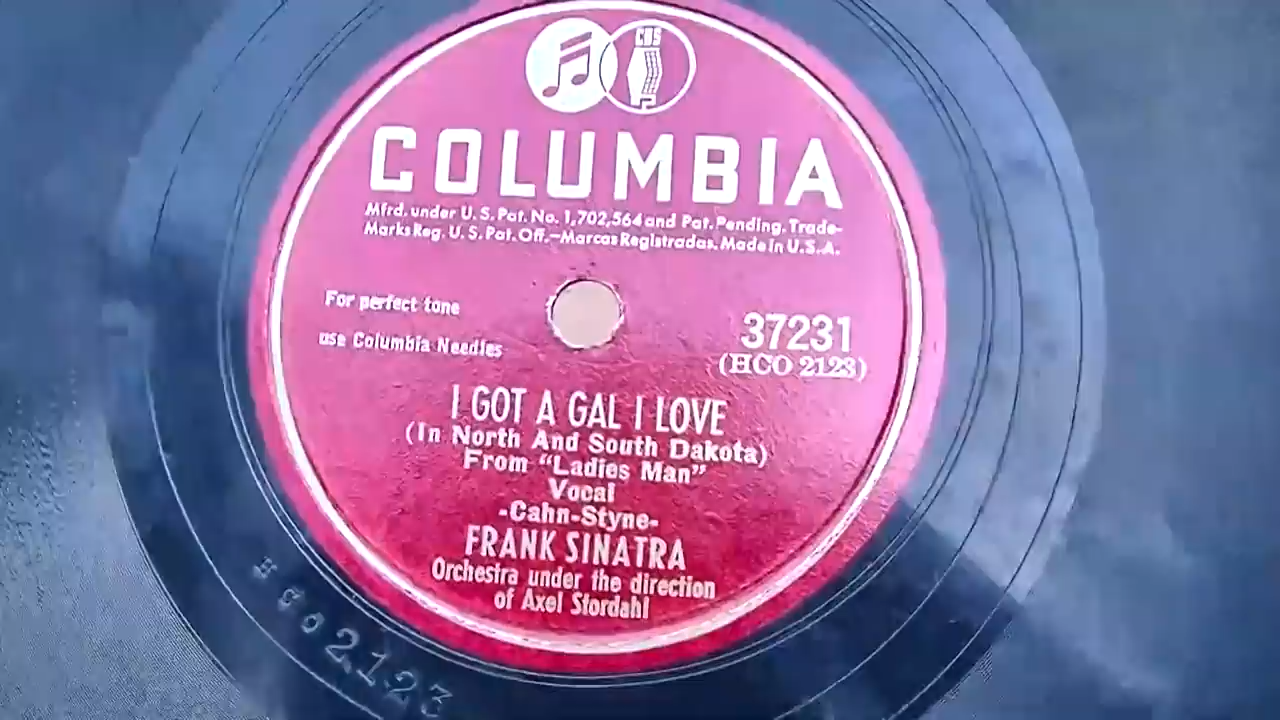 CBS
COLUMBIA
Mfrd. under U.S. Pat. No. 1,702,564 and Pat. Pending. Trade-
Marks Reg. U.S. Pat. Off.—Marcas Registradas. Made in U.S.A.
For perfect tone
use Columbia Needles
37231
(HCO 2123)
I GOT A GAL I LOVE
(In North And South Dakota)
From "Ladies Man"
Vocal
-Cahn-Styne-
FRANK SINATRA
Orchestra under the direction
of Axel Stordahl
HCO2123